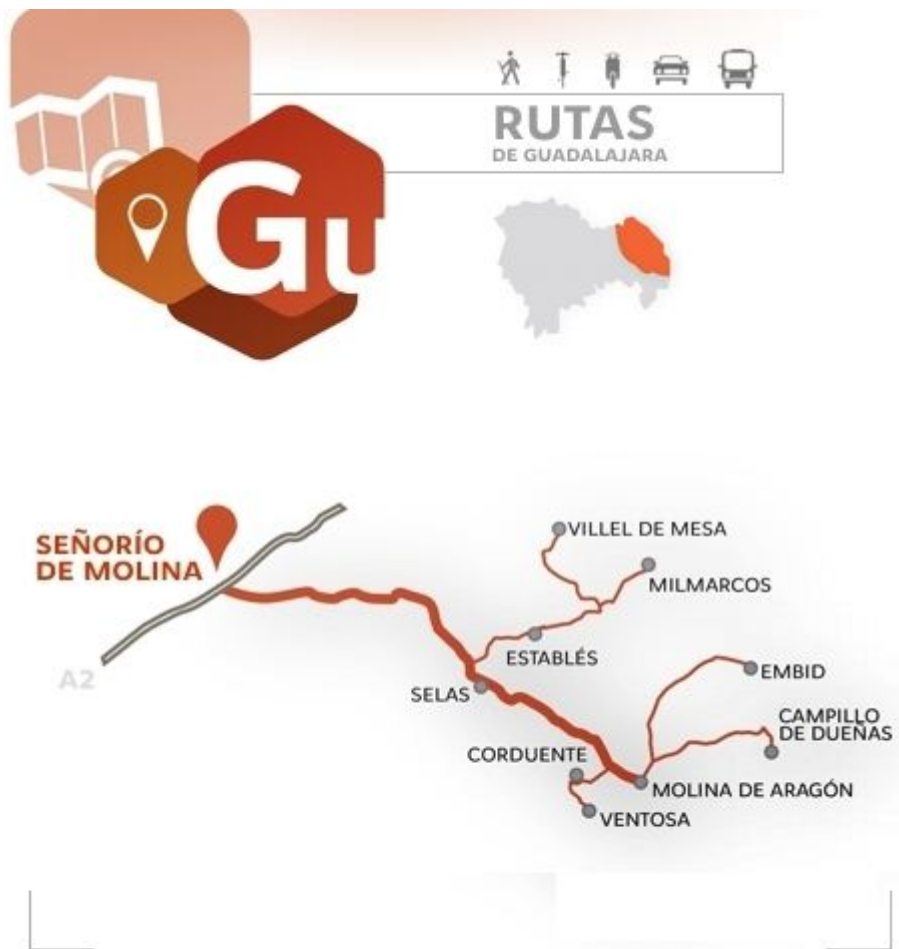 RUTAS
DE GUADALAJARA
Gu
SEÑORÍO
DE MOLINA
A2
VILLEL DE MESA
MILMARCOS
ESTABLÉS
SELAS
EMBID
CAMPILLO
DE DUEÑAS
CORDUENTE
MOLINA DE ARAGÓN
VENTOSA